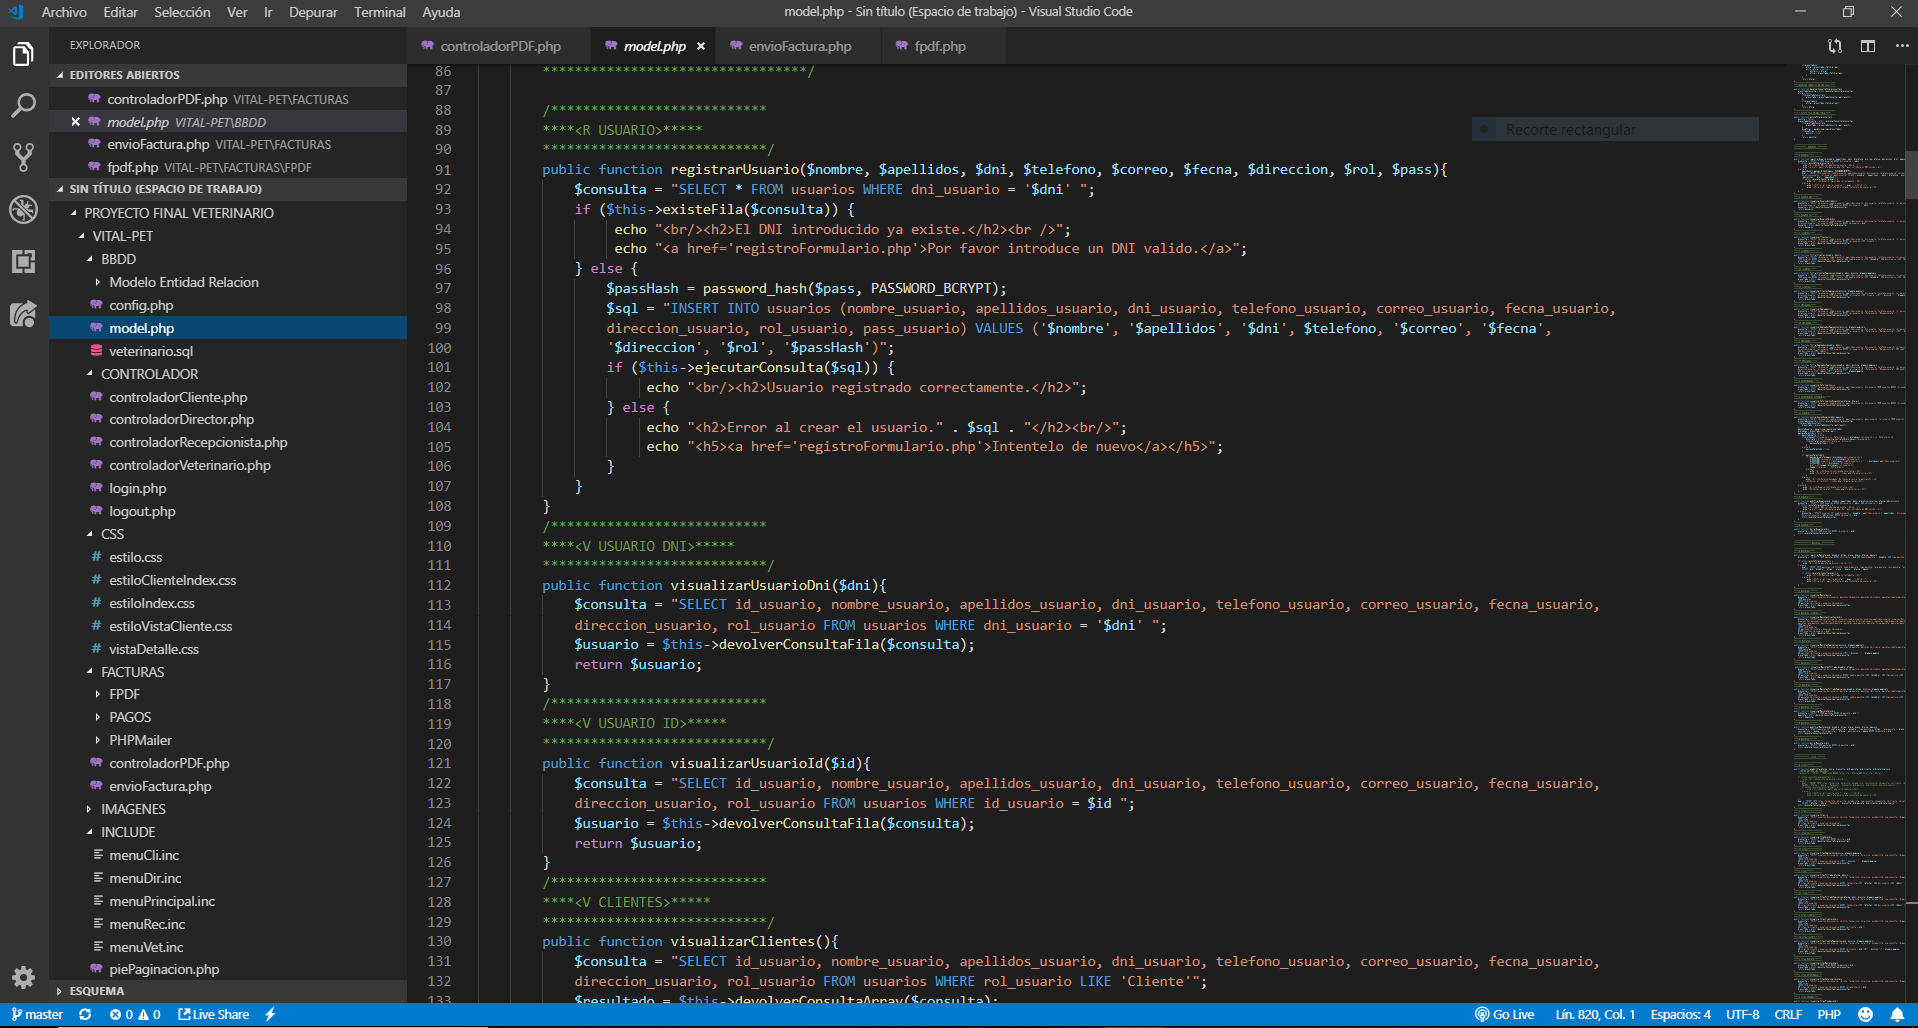 Archivo Editar Selección Ver Ir Depurar Terminal Ayuda
model.php - Sin título (Espacio de trabajo) - Visual Studio Code
EXPLORADOR
EDITORES ABIERTOS
controladorPDF.php VITAL-PET\FACTURAS
model.php VITAL-PET\BBDD
envioFactura.php VITAL-PET\FACTURAS
fpdf.php VITAL-PET\FACTURAS\FPDF
SIN TÍTULO (ESPACIO DE TRABAJO)
PROYECTO FINAL VETERINARIO
VITAL-PET
BBDD
Modelo Entidad Relacion
config.php
model.php
veterinario.sql
CONTROLADOR
controladorCliente.php
controladorDirector.php
controladorRecepcionista.php
controladorVeterinario.php
login.php
logout.php
CSS
# estilo.css
# estiloClienteIndex.css
# estiloIndex.css
# estiloVistaCliente.css
# vistaDetalle.css
FACTURAS
FPDF
PAGOS
PHPMailer
controladorPDF.php
envioFactura.php
IMAGENES
INCLUDE
menuCli.inc
menuDir.inc
menuPrincipal.inc
menuRec.inc
menuVet.inc
piePaginacion.php
ESQUEMA
controladorPDF.php model.php envioFactura.php fpdf.php
Recorte rectangular
86 *********************************/
87
88 /***************************
89 ****<R USUARIO>*****
90 ****************************/
91 public function registrarUsuario($nombre, $apellidos, $dni, $telefono, $correo, $fecna, $direccion, $rol, $pass){
92 $consulta = "SELECT * FROM usuarios WHERE dni_usuario = '$dni' ";
93 if ($this->existeFila($consulta)) {
94 echo "<br/><h2>El DNI introducido ya existe.</h2><br />";
95 echo "<a href='registroFormulario.php'>Por favor introduce un DNI valido.</a>";
96 } else {
97 $passHash = password_hash($pass, PASSWORD_BCRYPT);
98 $sql = "INSERT INTO usuarios (nombre_usuario, apellidos_usuario, dni_usuario, telefono_usuario, correo_usuario, fecna_usuario,
99 direccion_usuario, rol_usuario, pass_usuario) VALUES ('$nombre', '$apellidos', '$dni', $telefono, '$correo', '$fecna',
100 '$direccion', '$rol', '$passHash')";
101 if ($this->ejecutarConsulta($sql)) {
102 echo "<br/><h2>Usuario registrado correctamente.</h2>";
103 } else {
104 echo "<h2>Error al crear el usuario." . $sql . "</h2><br/>";
105 echo "<h5><a href='registroFormulario.php'>Intentelo de nuevo</a></h5>";
106 }
107 }
108 }
109 /***************************
110 ****<V USUARIO DNI>*****
111 ****************************/
112 public function visualizarUsuarioDni($dni){
113 $consulta = "SELECT id_usuario, nombre_usuario, apellidos_usuario, dni_usuario, telefono_usuario, correo_usuario, fecna_usuario,
114 direccion_usuario, rol_usuario FROM usuarios WHERE dni_usuario = '$dni' ";
115 $usuario = $this->devolverConsultaFila($consulta);
116 return $usuario;
117 }
118 /***************************
119 ****<V USUARIO ID>*****
120 ****************************/
121 public function visualizarUsuarioId($id){
122 $consulta = "SELECT id_usuario, nombre_usuario, apellidos_usuario, dni_usuario, telefono_usuario, correo_usuario, fecna_usuario,
123 direccion_usuario, rol_usuario FROM usuarios WHERE id_usuario = $id ";
124 $usuario = $this->devolverConsultaFila($consulta);
125 return $usuario;
126 }
127 /***************************
128 ****<V CLIENTES>*****
129 ****************************/
130 public function visualizarClientes(){
131 $consulta = "SELECT id_usuario, nombre_usuario, apellidos_usuario, dni_usuario, telefono_usuario, correo_usuario, fecna_usuario,
132 direccion_usuario, rol_usuario FROM usuarios WHERE rol_usuario LIKE 'Cliente'";
133 $resultado = $this->devolverConsultaArray($consulta);
master 0 0 Live Share Go Live Lín. 820, Col. 1 Espacios: 4 UTF-8 CRLF PHP